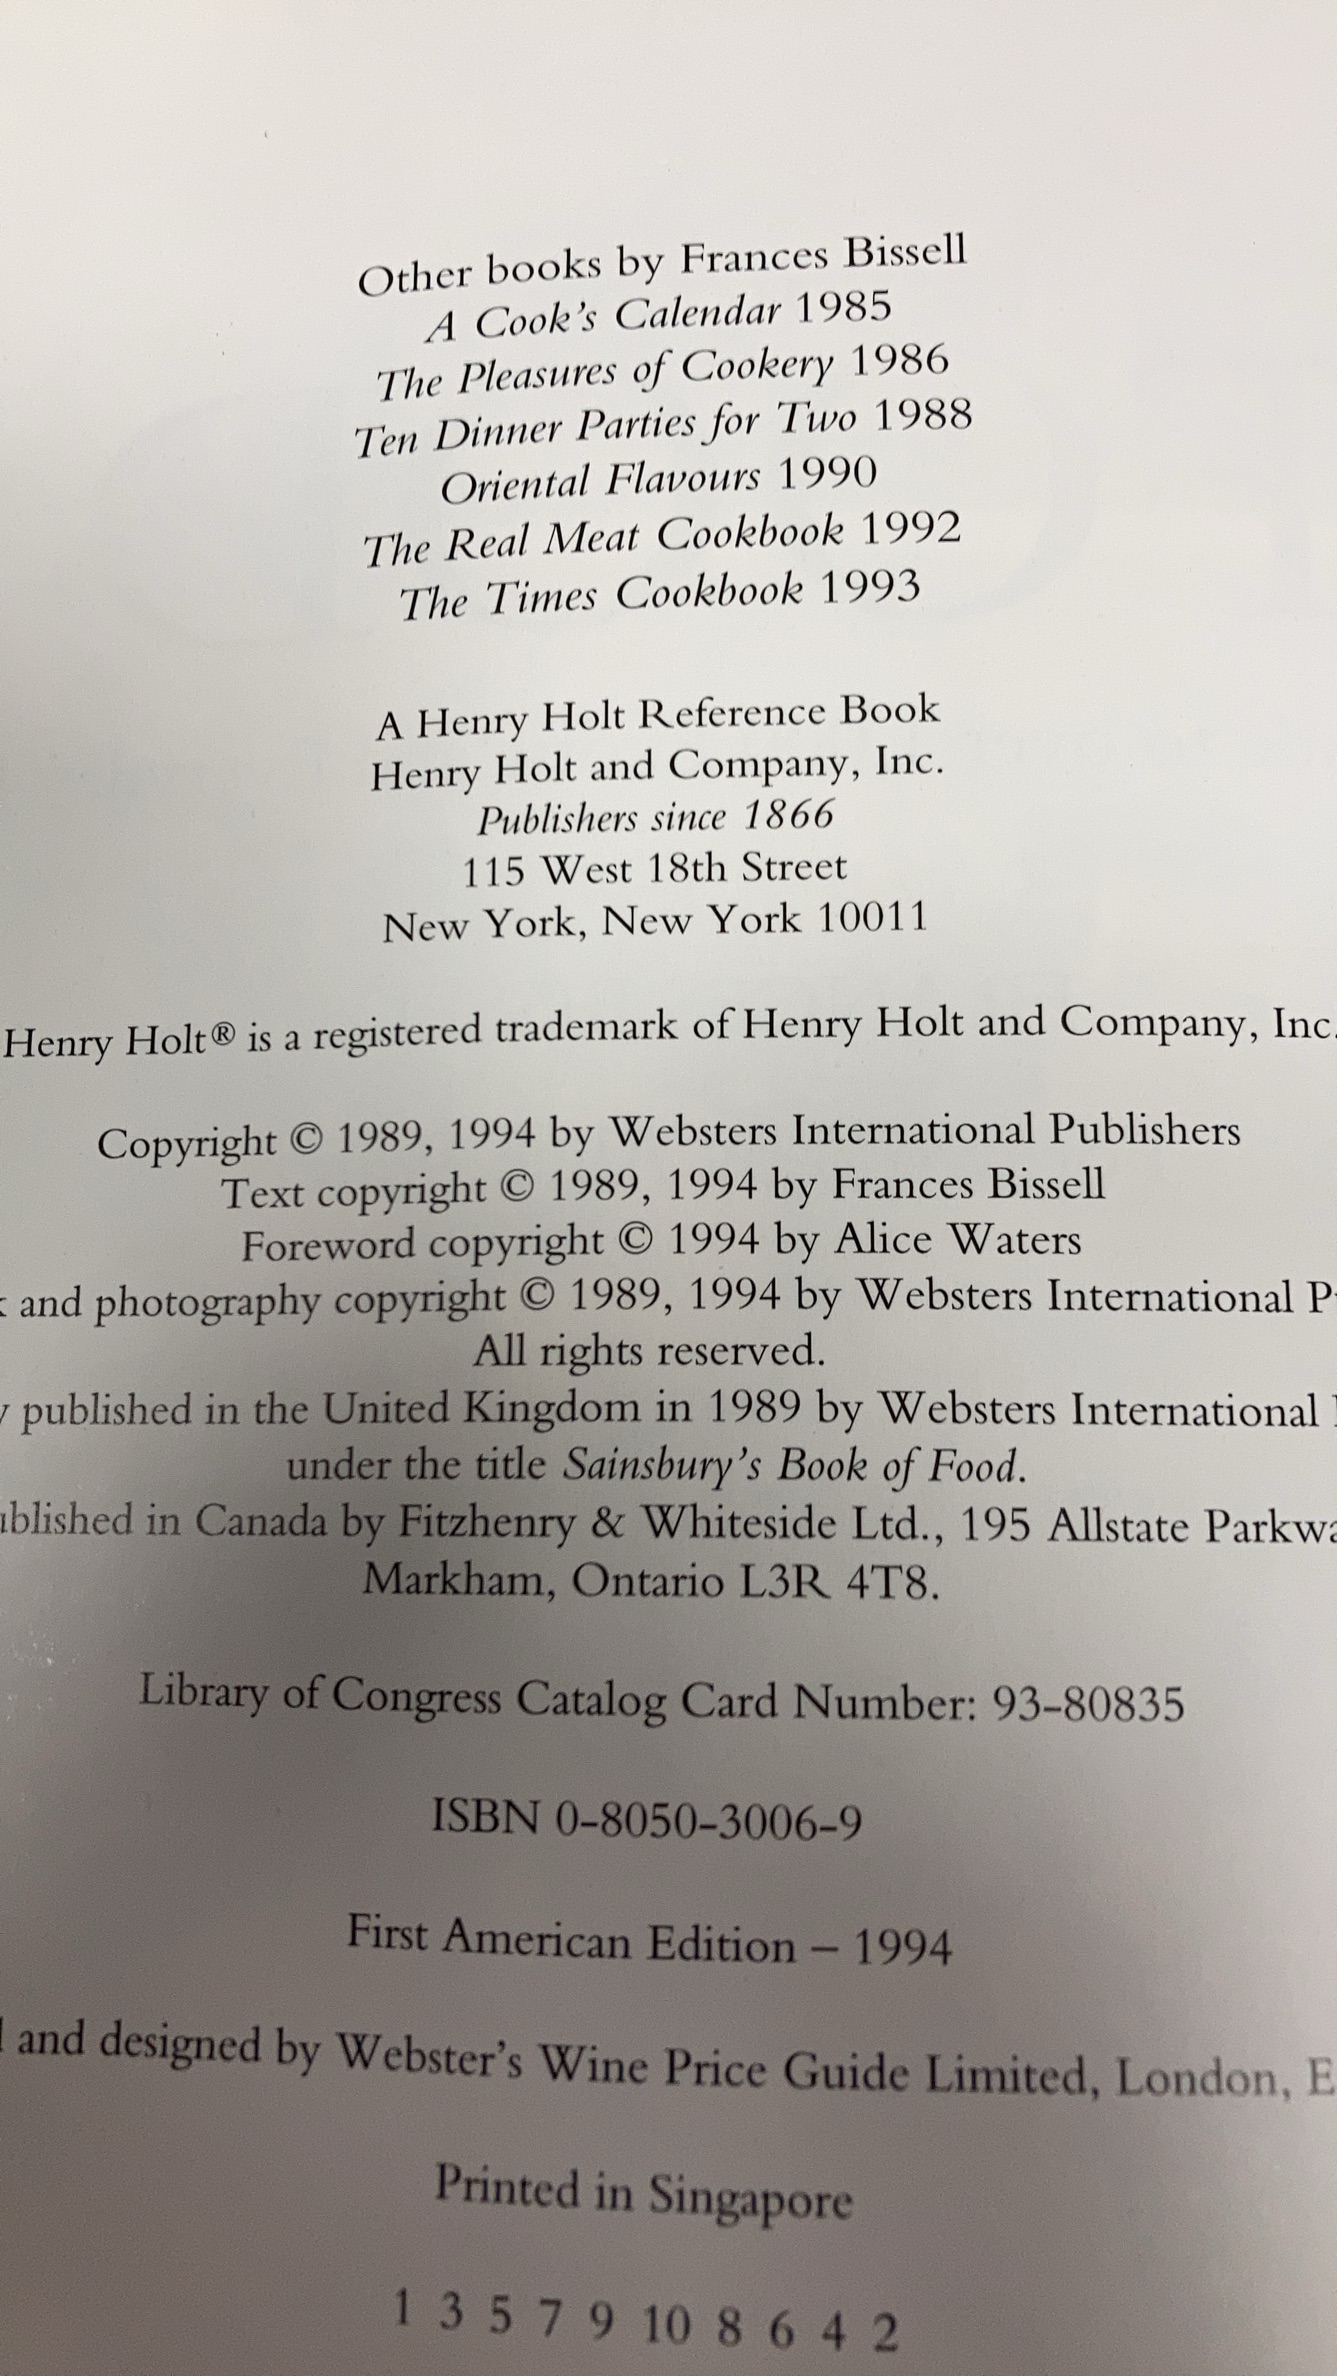 Other books by Frances Bissell
A Cook's Calendar 1985
The Pleasures of Cookery 1986
Ten Dinner Parties for Two 1988
Oriental Flavours 1990
The Real Meat Cookbook 1992
The Times Cookbook 1993
A Henry Holt Reference Book
Henry Holt and Company, Inc.
Publishers since 1866
115 West 18th Street
New York, New York 10011
Henry Holt® is a registered trademark of Henry Holt and Company, Inc.
Copyright © 1989, 1994 by Websters International Publishers
Text copyright © 1989, 1994 by Frances Bissell
Foreword copyright © 1994 by Alice Waters
and photography copyright © 1989, 1994 by Websters International
All rights reserved.
published in the United Kingdom in 1989 by Websters International
under the title Sainsbury's Book of Food.
in Canada by Fitzhenry & Whiteside Ltd., 195 Allstate
Markham, Ontario L3R 4T8.
Library of Congress Catalog Card Number: 93-80835
ISBN 0-8050-3006-9
First American Edition – 1994
and designed by Webster's Wine Price Guide Limited, London,
Printed in Singapore
1 3 5 7 9 10 8 6 4 2